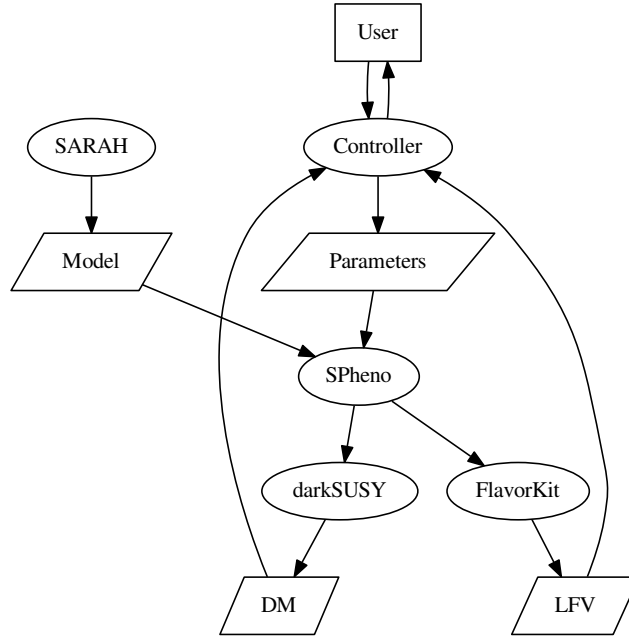 User
SARAH
Controller
Model
Parameters
SPheno
darkSUSY
FlavorKit
DM
LFV